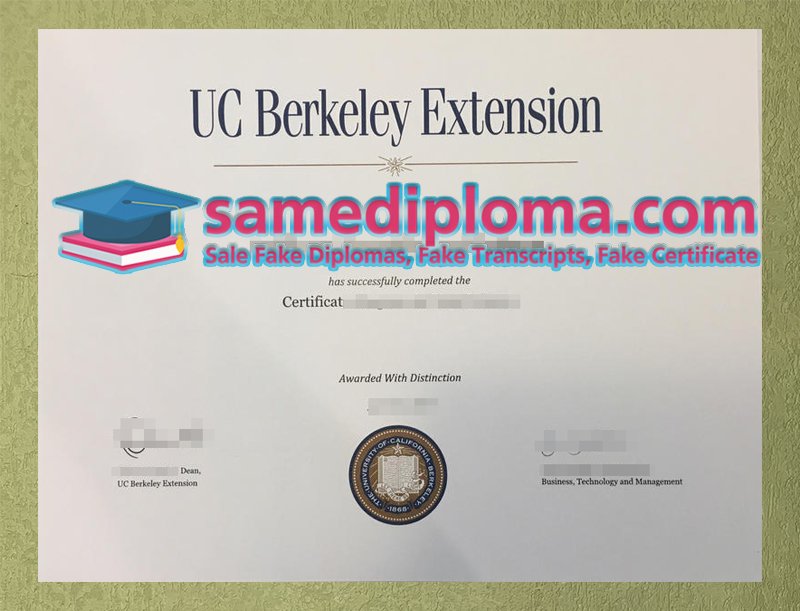 UC Berkeley Extension
samediploma.com
Sale Fake Diplomas, Fake Transcripts, Fake Certificate
has successfully completed the
Certificat
Awarded With Distinction
Dean,
UC Berkeley Extension
THE·UNIVERSITY·OF·CALIFORNIA·BERKELEY·
·1868·
Business, Technology and Management